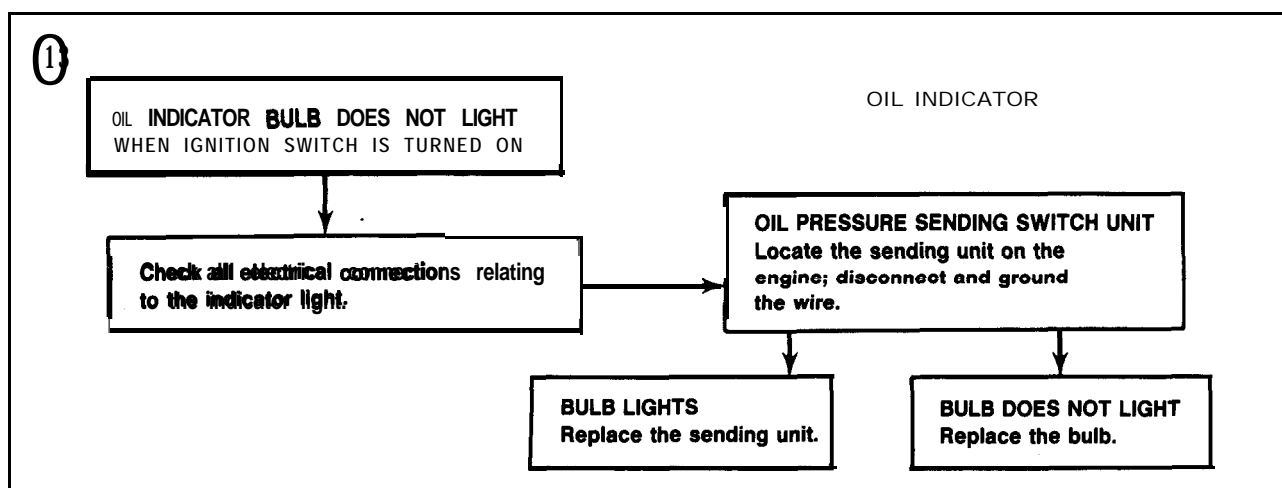 13
OIL INDICATOR BULB DOES NOT LIGHT
WHEN IGNITION SWITCH IS TURNED ON
OIL INDICATOR
Check all electrical connections relating
to the indicator light.
OIL PRESSURE SENDING SWITCH UNIT
Locate the sending unit on the
engine; disconnect and ground
the wire.
BULB LIGHTS
Replace the sending unit.
BULB DOES NOT LIGHT
Replace the bulb.